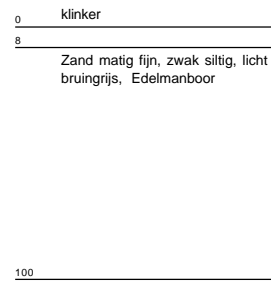 0 klinker
8
Zand matig fijn, zwak siltig, licht
bruingrijs, Edelmanboor
100